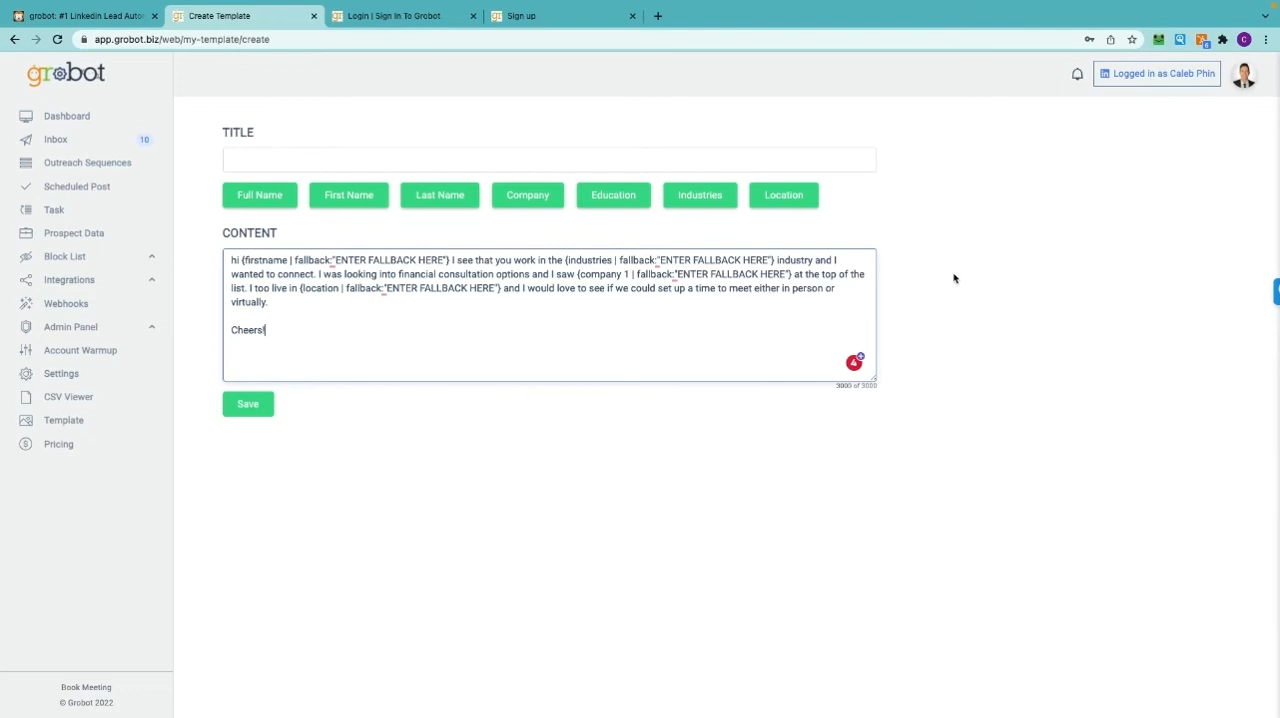 grobot: #1 Linkedin Lead Autom
Create Template
Login | Sign In To Grobot
Sign up
app.grobot.biz/web/my-template/create
grobot
Logged in as Caleb Phin
Dashboard
Inbox
10
Outreach Sequences
Scheduled Post
Task
Prospect Data
Block List
Integrations
Webhooks
Admin Panel
Account Warmup
Settings
CSV Viewer
Template
Pricing
Book Meeting
© Grobot 2022
TITLE
Full Name
First Name
Last Name
Company
Education
Industries
Location
CONTENT
hi {firstname | fallback:"ENTER FALLBACK HERE"} I see that you work in the {industries | fallback:"ENTER FALLBACK HERE"} industry and I
wanted to connect. I was looking into financial consultation options and I saw {company 1 | fallback:"ENTER FALLBACK HERE"} at the top of the
list. I too live in {location | fallback:"ENTER FALLBACK HERE"} and I would love to see if we could set up a time to meet either in person or
virtually.
Cheers!
4
3000 of 3000
Save